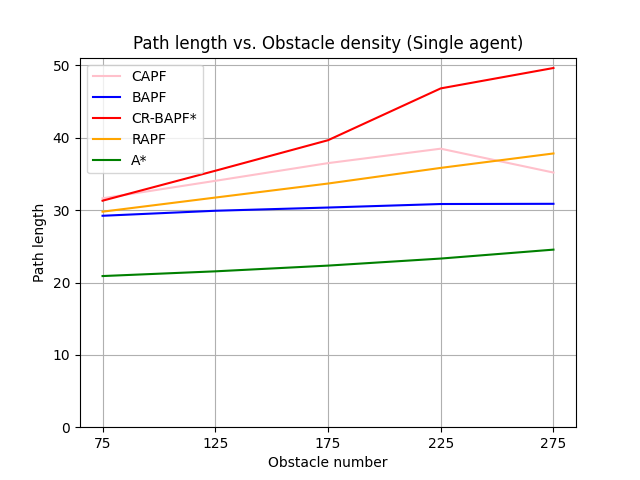 Path length vs. Obstacle density (Single agent)
50
40
30
20
10
0
Path length
CAPF
BAPF
CR-BAPF*
RAPF
A*
75
125
175
225
275
Obstacle number